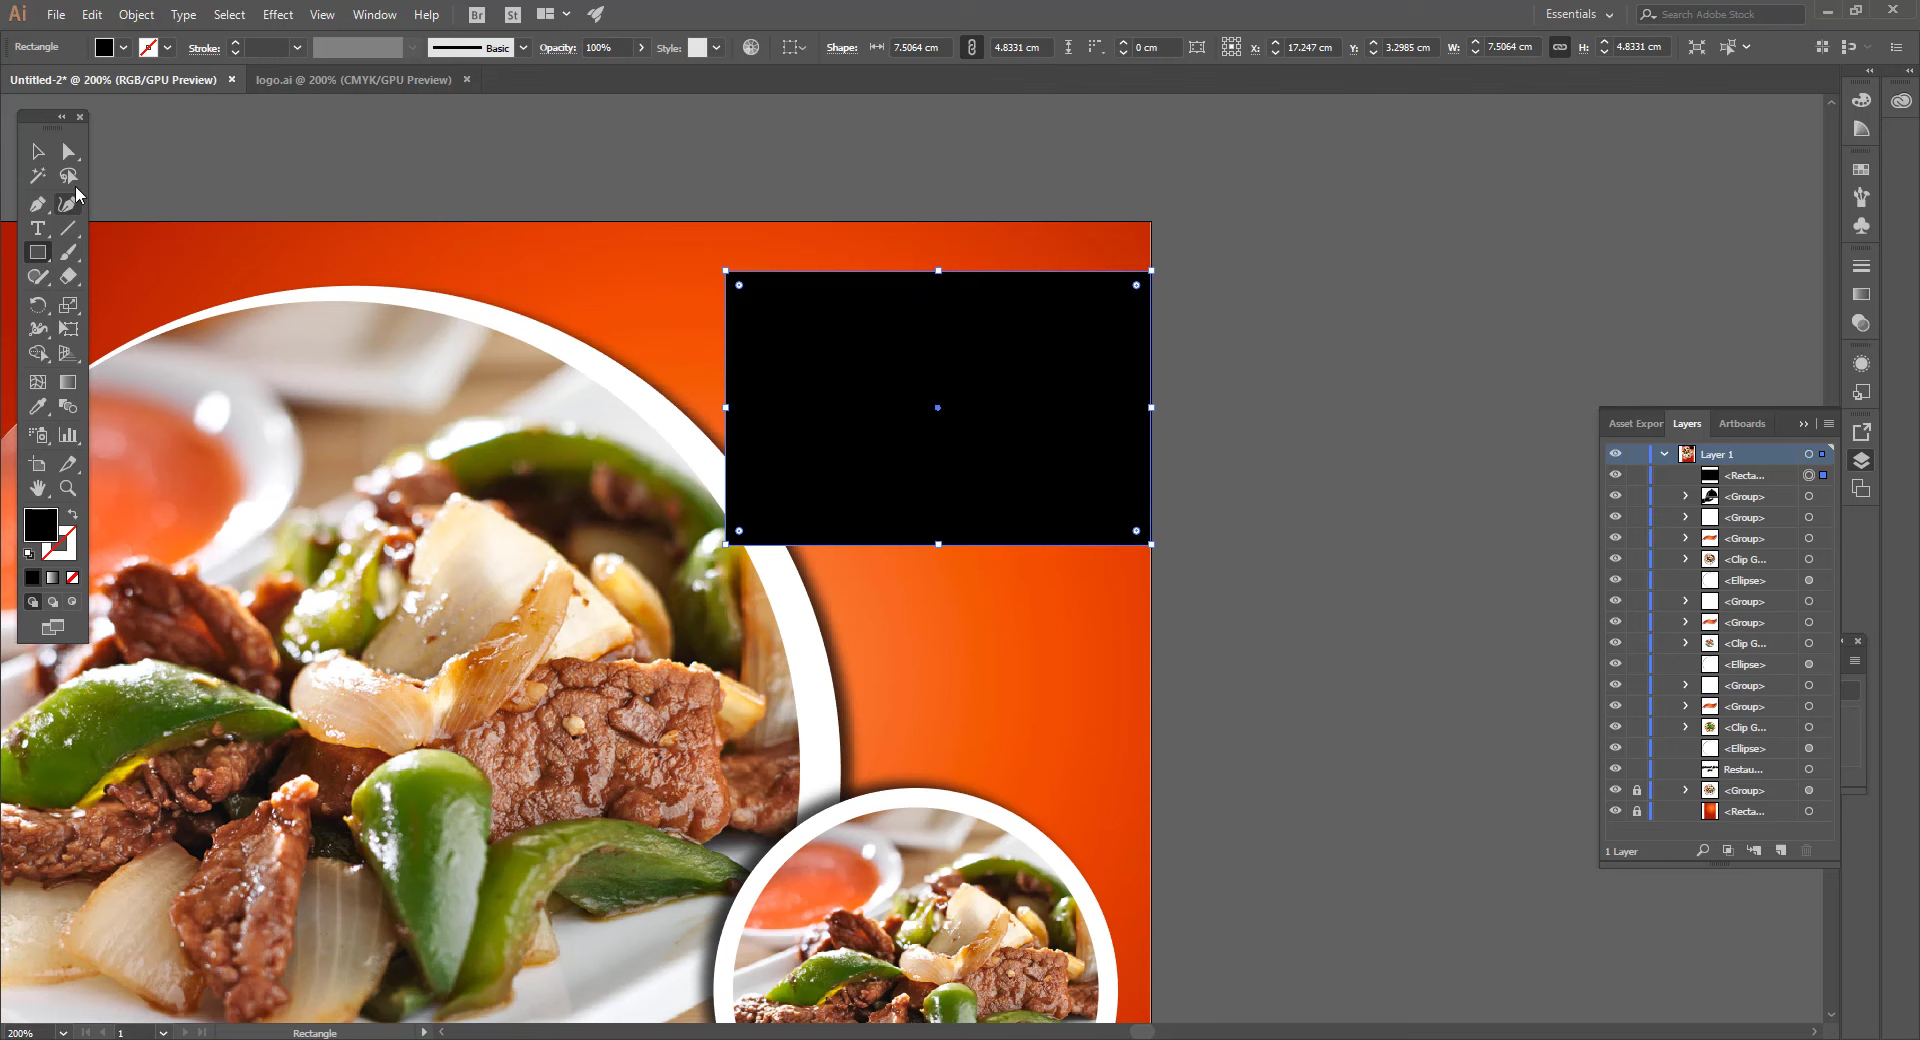 Ai File Edit Object Type Select Effect View Window Help Br St Essentials Search Adobe Stock
Rectangle Stroke: Basic Opacity: 100% Style: Shape: 7.5064 cm 4.8331 cm 0 cm X: 17.247 cm Y: 3.2985 cm W: 7.5064 cm H: 4.8331 cm
Untitled-2* @ 200% (RGB/GPU Preview) logo.ai @ 200% (CMYK/GPU Preview)
Asset Expor Layers Artboards
Layer 1
<Recta...
<Group>
<Group>
<Group>
<Clip G...
<Ellipse>
<Group>
<Group>
<Clip G...
<Ellipse>
<Group>
<Group>
<Clip G...
<Ellipse>
Restau...
<Group>
<Recta...
1 Layer
200% 1 Rectangle